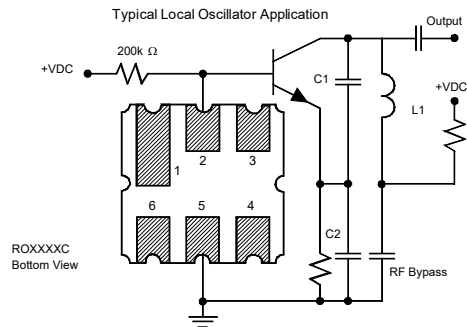 Typical Local Oscillator Application
Output
200k Ω
+VDC
C1
+VDC
L1
1
2
3
6
5
4
C2
ROXXXXC
Bottom View
RF Bypass